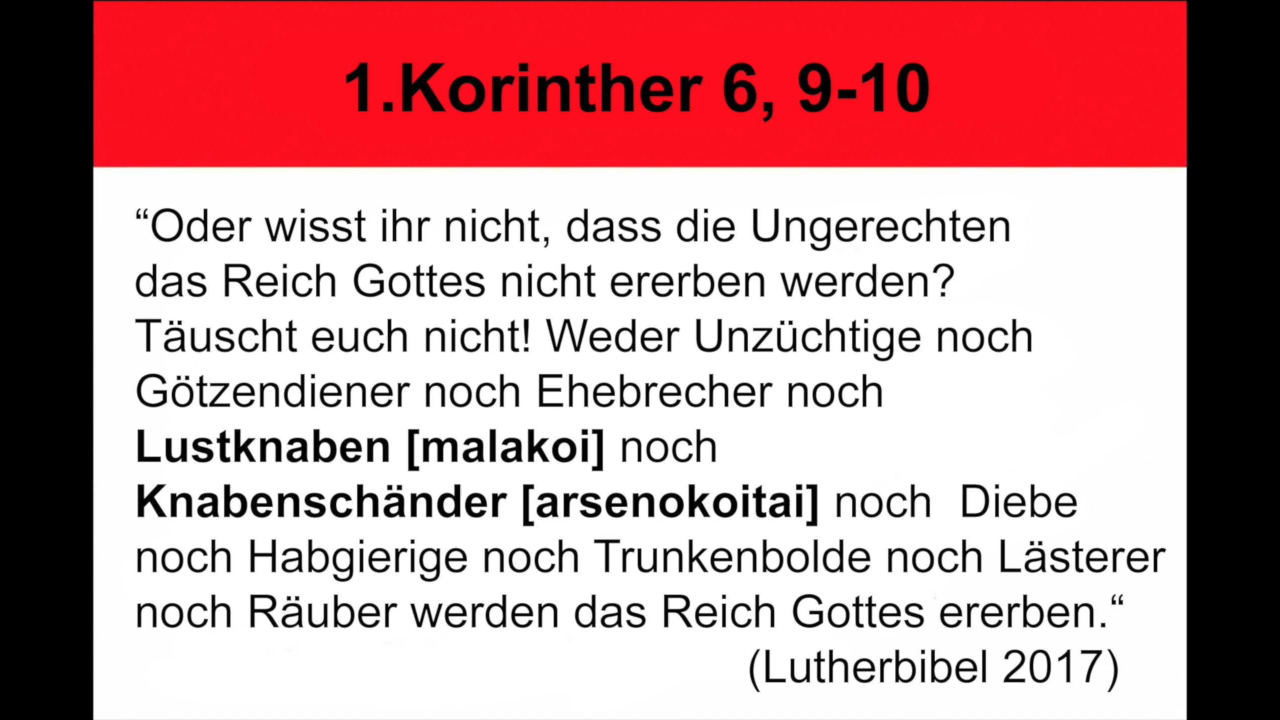 1.Korinther 6, 9-10
“Oder wisst ihr nicht, dass die Ungerechten
das Reich Gottes nicht ererben werden?
Täuscht euch nicht! Weder Unzüchtige noch
Götzendiener noch Ehebrecher noch
Lustknaben [malakoi] noch
Knabenschänder [arsenokoitai] noch  Diebe
noch Habgierige noch Trunkenbolde noch Lästerer
noch Räuber werden das Reich Gottes ererben.“
(Lutherbibel 2017)